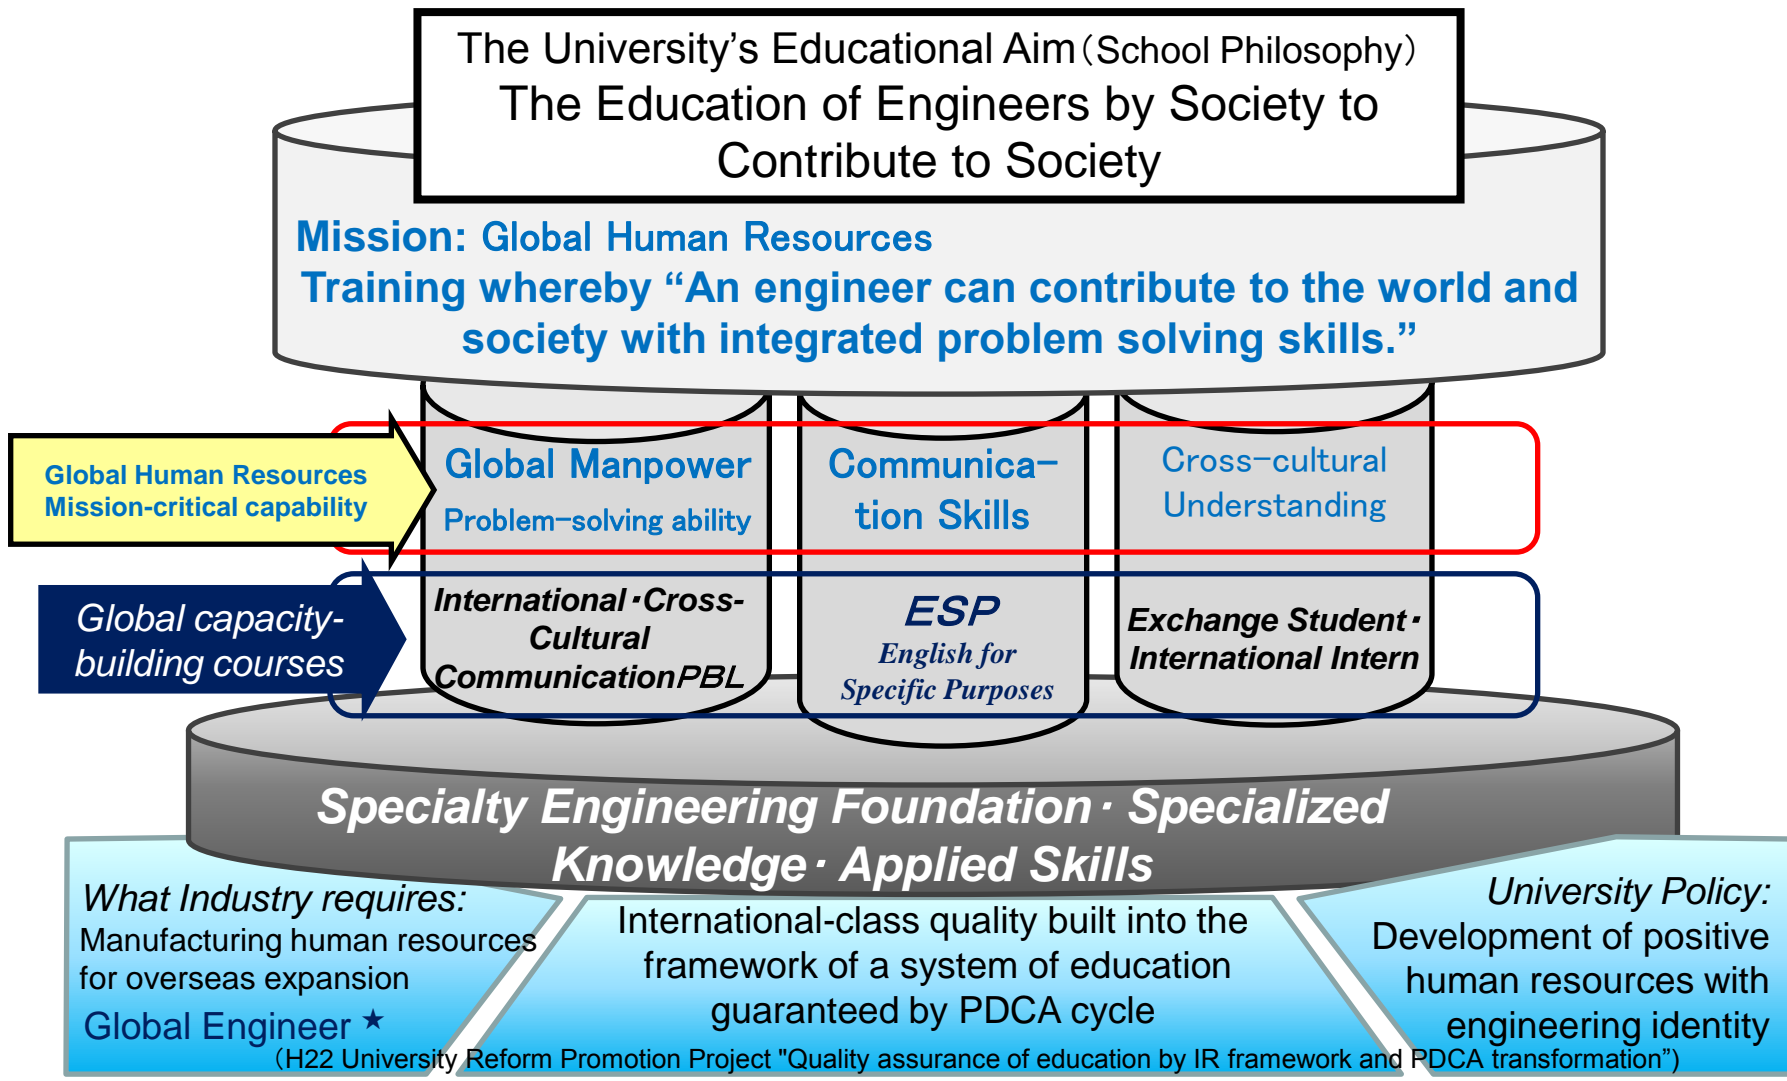 The University’s Educational Aim（School Philosophy）
The Education of Engineers by Society to
Contribute to Society
Mission: Global Human Resources
Training whereby “An engineer can contribute to the world and
society with integrated problem solving skills.”
Global Human Resources
Mission-critical capability
Global Manpower
Problem-solving ability
Communica-
tion Skills
Cross-cultural
Understanding
Global capacity-
building courses
International・Cross-
Cultural
CommunicationPBL
ESP
English for
Specific Purposes
Exchange Student・
International Intern
Specialty Engineering Foundation・Specialized
Knowledge・Applied Skills
What Industry requires:
Manufacturing human resources
for overseas expansion
Global Engineer ★
International-class quality built into the
framework of a system of education
guaranteed by PDCA cycle
University Policy:
Development of positive
human resources with
engineering identity
（H22 University Reform Promotion Project "Quality assurance of education by IR framework and PDCA transformation”）